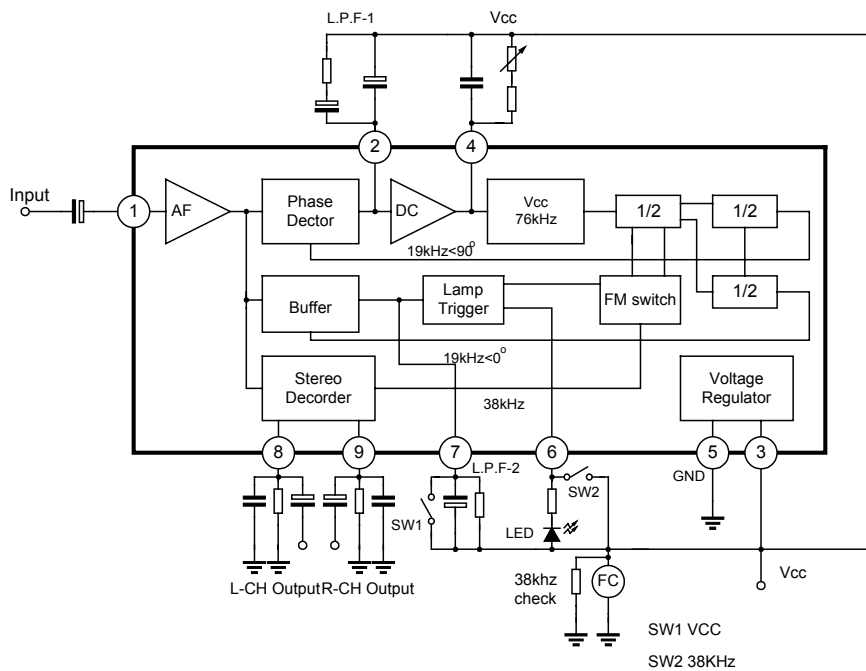 L.P.F-1
Vcc
2
4
Input
1
AF
Phase
Dector
DC
Vcc
76kHz
1/2
1/2
19kHz<90°
Buffer
Lamp
Trigger
FM switch
1/2
19kHz<0°
Stereo
Decorder
38kHz
Voltage
Regulator
8
9
7
6
5
3
L.P.F-2
GND
SW1
SW2
LED
L-CH Output
R-CH Output
38khz
check
FC
Vcc
SW1 VCC
SW2 38KHz